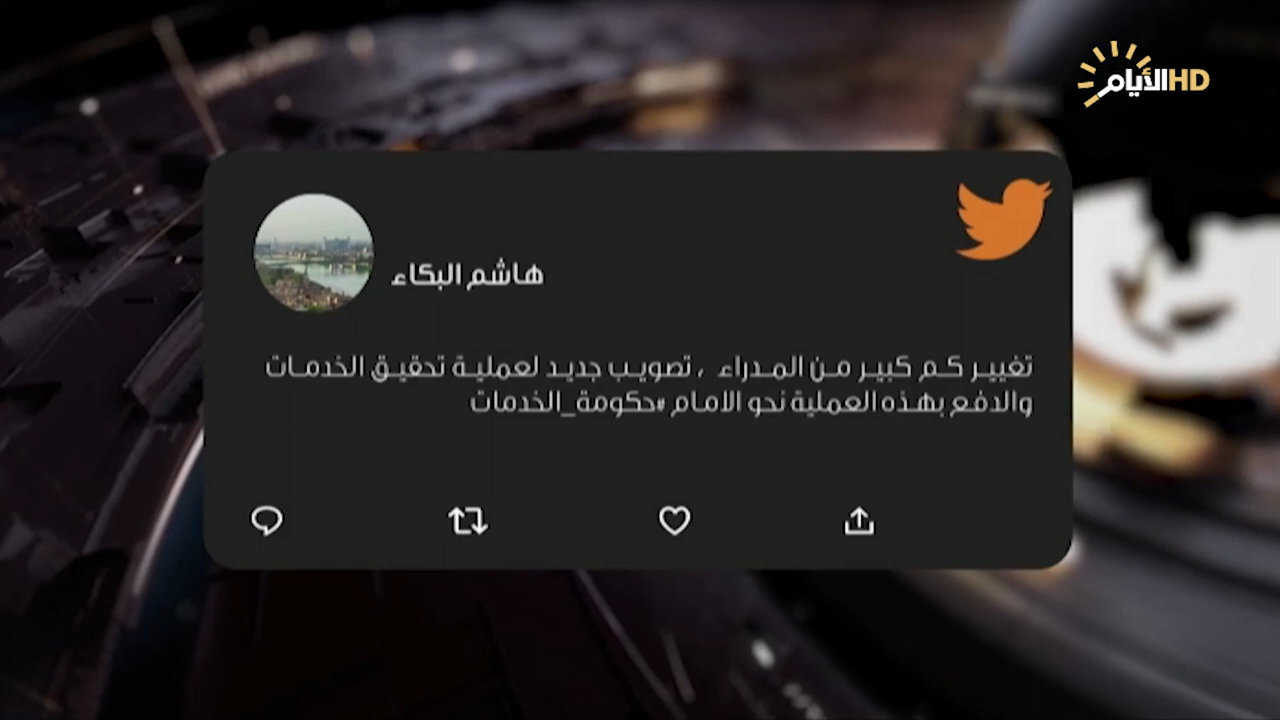 الأيام HD
هاشم البكاء
تغيير كم كبير من المدراء ، تصويب جديد لعملية تحقيق الخدمات
والدفع بهذه العملية نحو الامام #حكومة_الخدمات